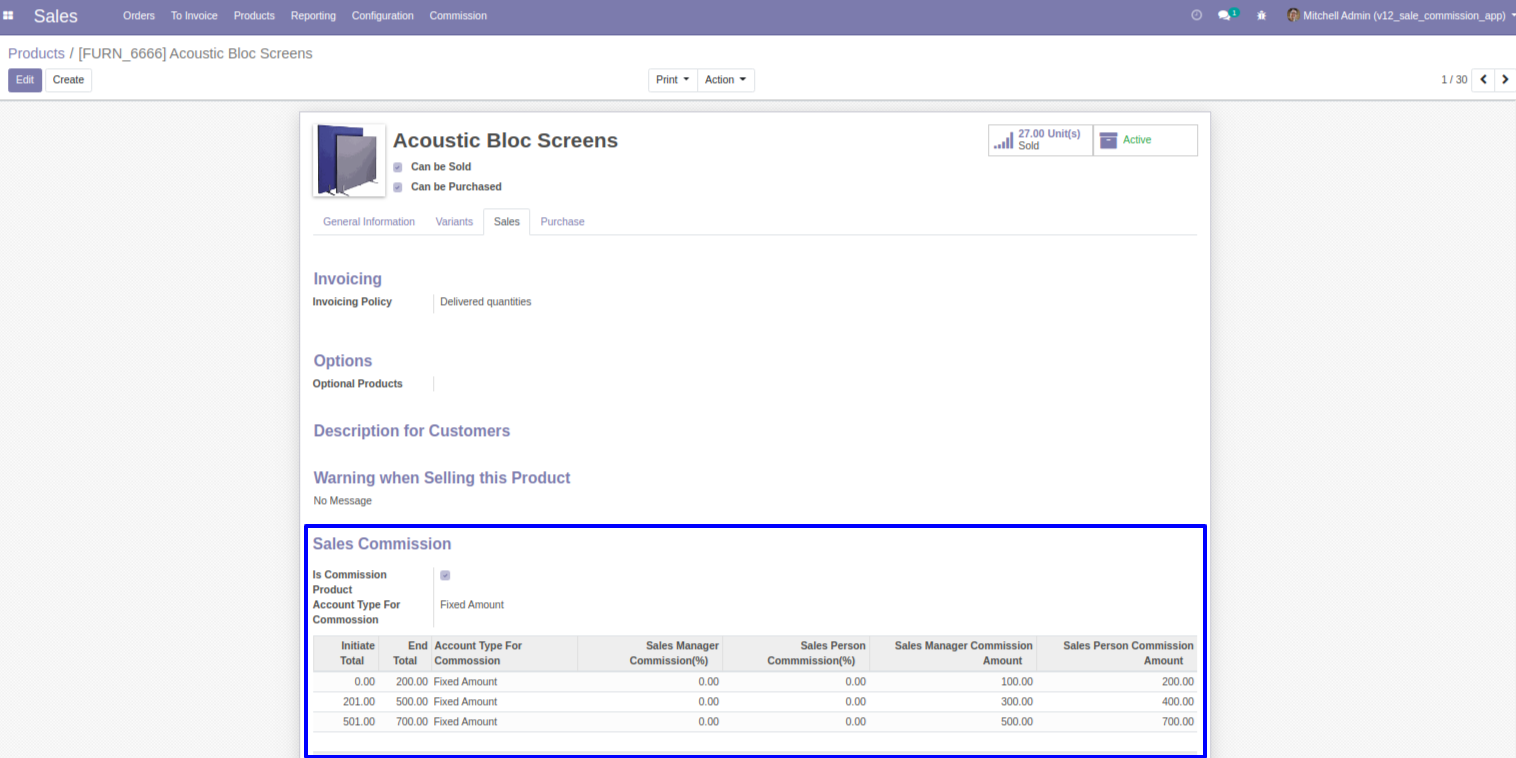 Sales Orders To Invoice Products Reporting Configuration Commission 1 Mitchell Admin (v12_sale_commission_app)
Products / [FURN_6666] Acoustic Bloc Screens
Edit Create Print Action 1 / 30
Acoustic Bloc Screens
27.00 Unit(s)
Sold
Active
Can be Sold
Can be Purchased
General Information Variants Sales Purchase
Invoicing
Invoicing Policy Delivered quantities
Options
Optional Products
Description for Customers
Warning when Selling this Product
No Message
Sales Commission
Is Commission
Product
Account Type For
Commossion
Fixed Amount
Initiate End Account Type For Sales Manager Sales Person Sales Manager Commission Sales Person Commission
Total Total Commossion Commission(%) Commmission(%) Amount Amount
0.00 200.00 Fixed Amount 0.00 0.00 100.00 200.00
201.00 500.00 Fixed Amount 0.00 0.00 300.00 400.00
501.00 700.00 Fixed Amount 0.00 0.00 500.00 700.00